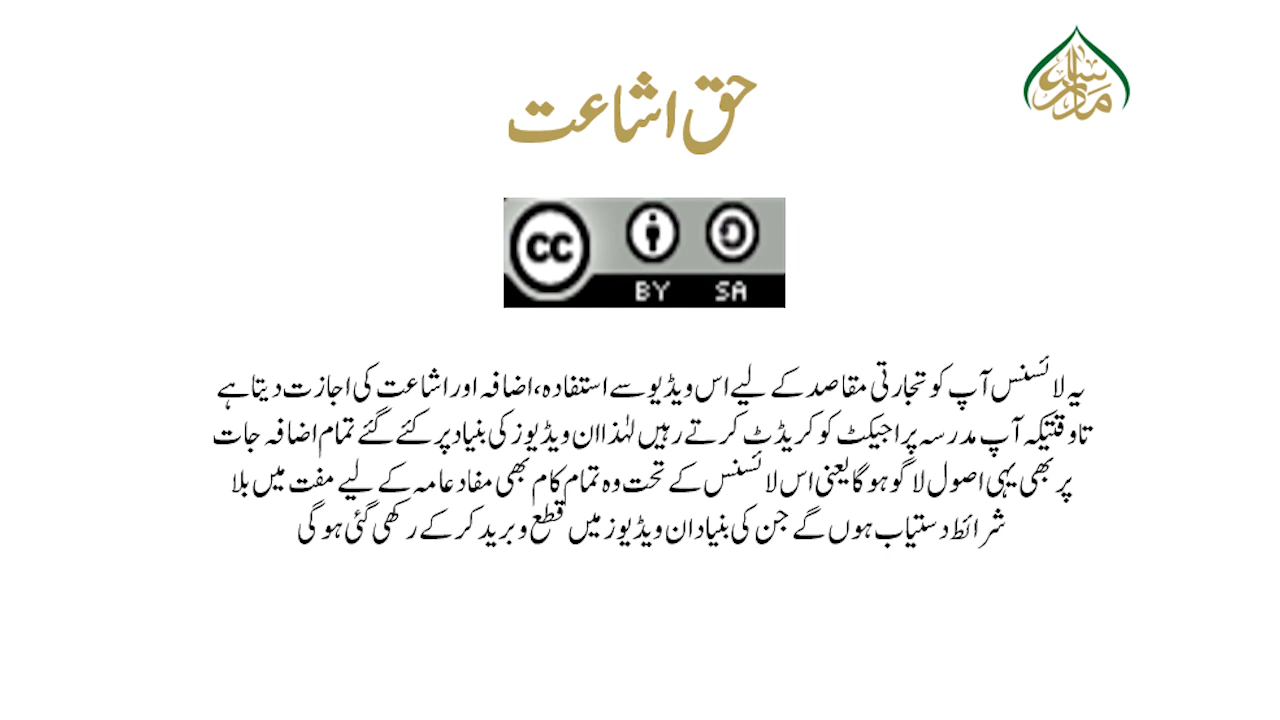 مدرسہ
حق اشاعت
CC BY SA
یہ لائسنس آپ کو تجارتی مقاصد کے لیے اس ویڈیو سے استفادہ، اضافہ اور اشاعت کی اجازت دیتا ہے
تاوقتیکہ آپ مدرسہ پراجیکٹ کو کریڈٹ کرتے رہیں لہٰذا ان ویڈیوز کی بنیاد پر کئے گئے تمام اضافہ جات
پر بھی یہی اصول لاگو ہوگا یعنی اس لائسنس کے تحت وہ تمام کام بھی مفاد عامہ کے لیے مفت میں بلا
شرائط دستیاب ہوں گے جن کی بنیاد ان ویڈیوز میں قطع و برید کر کے رکھی گئی ہوگی